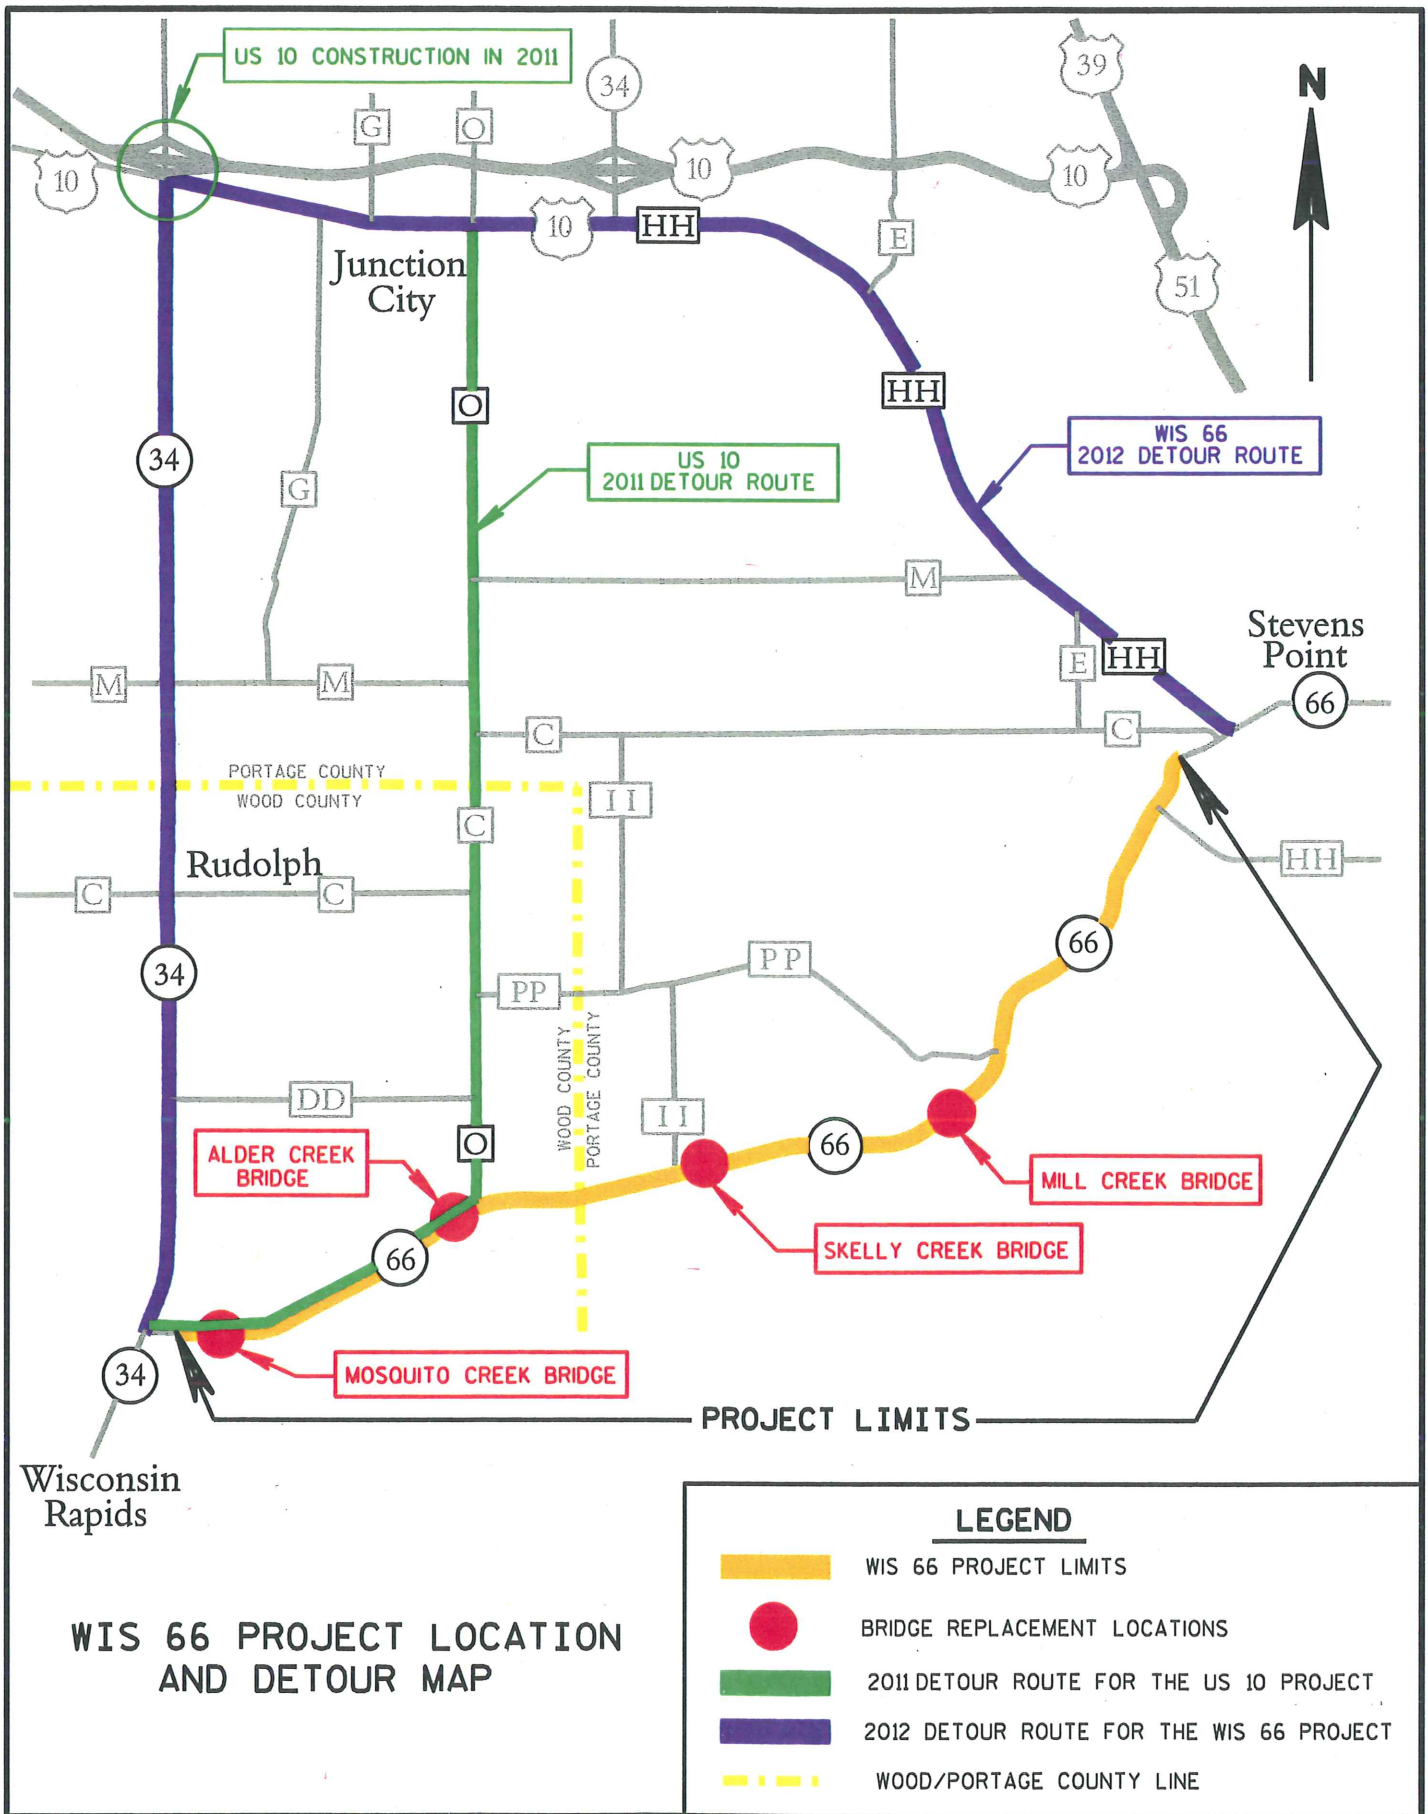 US 10 CONSTRUCTION IN 2011
34
39
N
G
O
10
10
10
10
HH
E
51
Junction
City
HH
O
34
G
US 10
2011 DETOUR ROUTE
WIS 66
2012 DETOUR ROUTE
M
Stevens
Point
66
M
M
E
HH
C
C
PORTAGE COUNTY
WOOD COUNTY
II
C
Rudolph
C
C
HH
66
34
PP
PP
WOOD COUNTY
PORTAGE COUNTY
DD
II
O
66
ALDER CREEK
BRIDGE
MILL CREEK BRIDGE
SKELLY CREEK BRIDGE
66
34
MOSQUITO CREEK BRIDGE
PROJECT LIMITS
Wisconsin
Rapids
WIS 66 PROJECT LOCATION
AND DETOUR MAP
LEGEND
WIS 66 PROJECT LIMITS
BRIDGE REPLACEMENT LOCATIONS
2011 DETOUR ROUTE FOR THE US 10 PROJECT
2012 DETOUR ROUTE FOR THE WIS 66 PROJECT
WOOD/PORTAGE COUNTY LINE